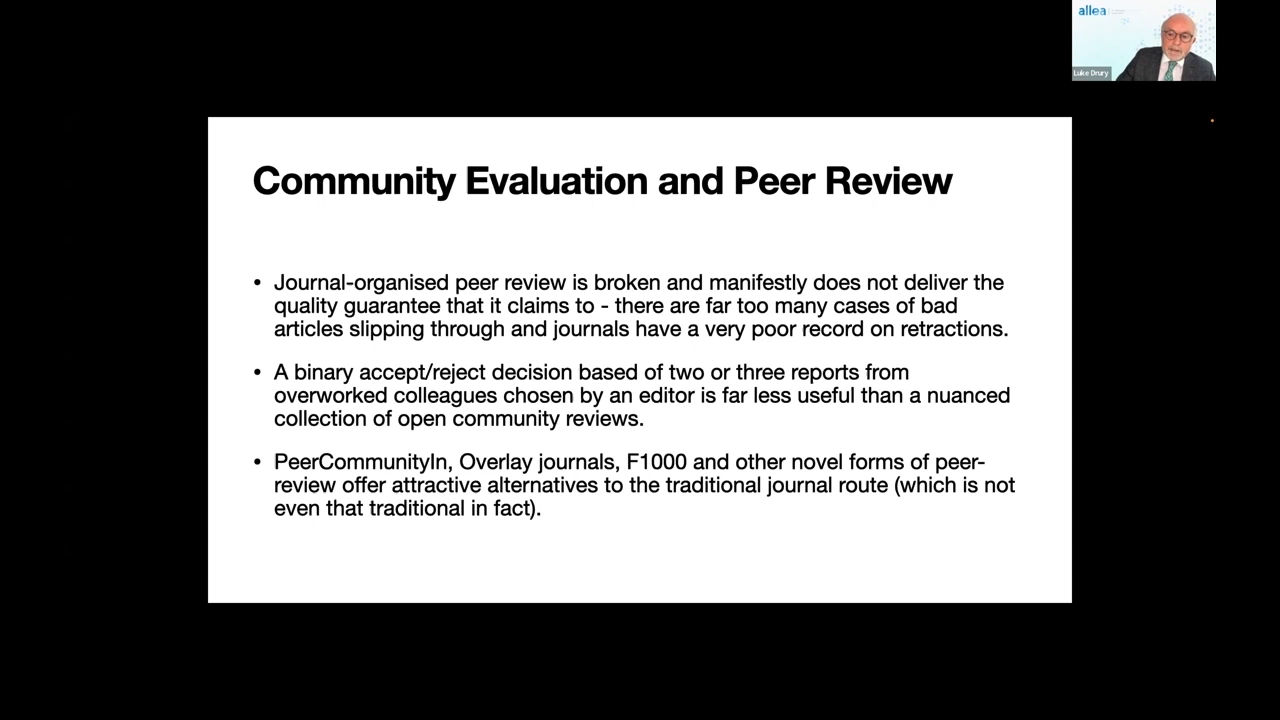 allea
Luke Drury
Community Evaluation and Peer Review
• Journal-organised peer review is broken and manifestly does not deliver the
quality guarantee that it claims to - there are far too many cases of bad
articles slipping through and journals have a very poor record on retractions.
• A binary accept/reject decision based of two or three reports from
overworked colleagues chosen by an editor is far less useful than a nuanced
collection of open community reviews.
• PeerCommunityIn, Overlay journals, F1000 and other novel forms of peer-
review offer attractive alternatives to the traditional journal route (which is not
even that traditional in fact).